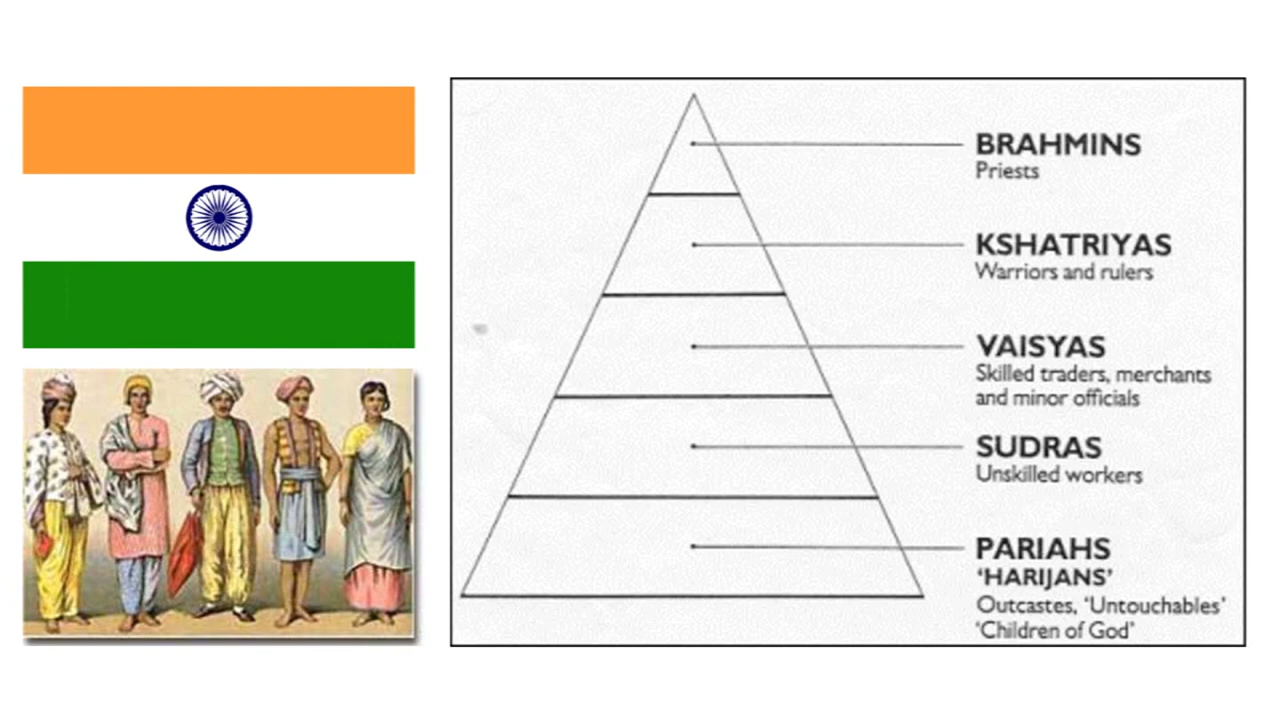 BRAHMINS
Priests
KSHATRIYAS
Warriors and rulers
VAISYAS
Skilled traders, merchants
and minor officials
SUDRAS
Unskilled workers
PARIAHS
‘HARIJANS’
Outcastes, ‘Untouchables’
‘Children of God’